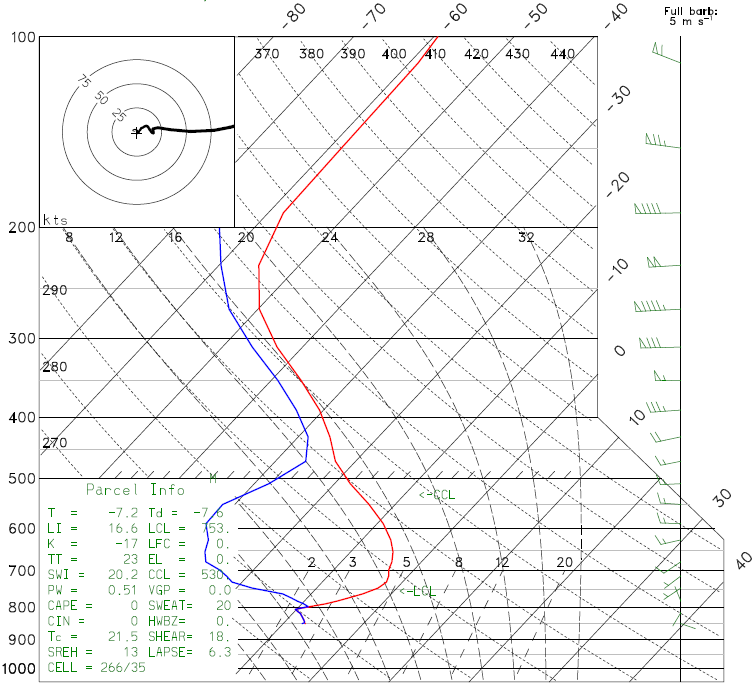 -80 -70 -60 -50 -40
Full barb:
5 m s⁻¹
100
370 380 390 400 410 420 430 440
75
50
25
-30
-20
kts
200
8 12 16 20 24 28 32
-10
290
300
0
280
400
10
270
500
M
Parcel Info
<-CCL
30
T = -7.2 Td = -7.6
LI = 16.6 LCL = 753.
600
K = -17 LFC = 0.
TT = 23 EL = 0.
2 3 5 8 12 20
40
700
SWI = 20.2 CCL = 530.
PW = 0.51 VGP = 0.0
<-LCL
800
CAPE = 0 SWEAT= 20
CIN = 0 HWBZ= 0.
900
Tc = 21.5 SHEAR= 18.
SREH = 13 LAPSE= 6.3
1000
CELL = 266/35